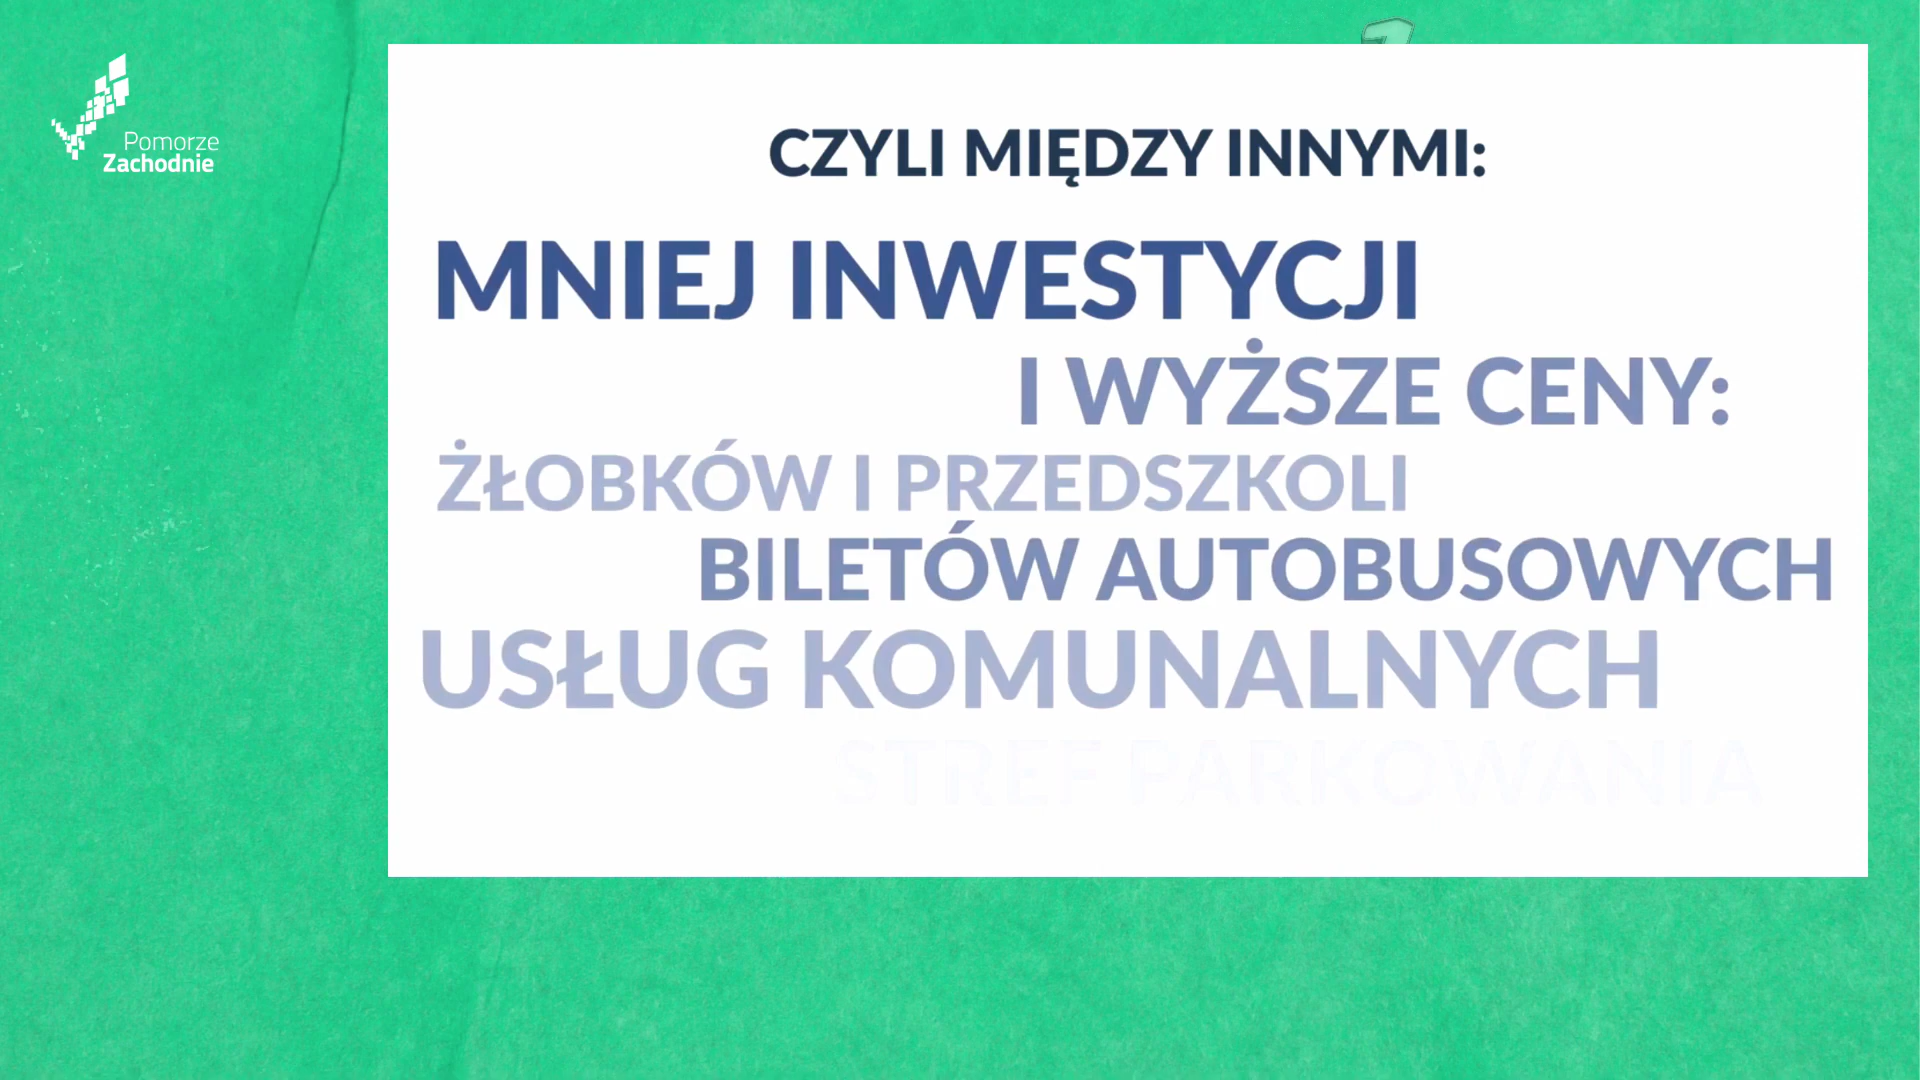 Pomorze
Zachodnie
CZYLI MIĘDZY INNYMI:
MNIEJ INWESTYCJI
I WYŻSZE CENY:
ŻŁOBKÓW I PRZEDSZKOLI
BILETÓW AUTOBUSOWYCH
USŁUG KOMUNALNYCH
STREF PARKOWANIA